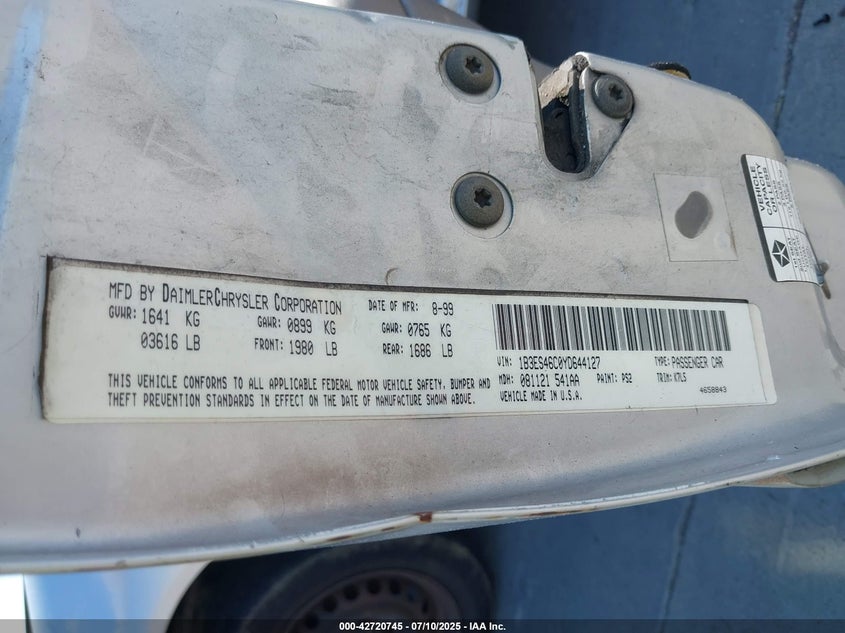 MFD BY DAIMLERCHRYSLER CORPORATION
DATE OF MFR: 8-99
GVWR: 1641 KG
GAWR: 0899 KG
GAWR: 0765 KG
03616 LB
FRONT: 1980 LB
REAR: 1686 LB
VIN: 1B3ES46C0YD644127
TYPE: PASSENGER CAR
MDH: 081121 541AA
PAINT: PS2
TRIM: K7LS
THIS VEHICLE CONFORMS TO ALL APPLICABLE FEDERAL MOTOR VEHICLE SAFETY, BUMPER AND
THEFT PREVENTION STANDARDS IN EFFECT ON THE DATE OF MANUFACTURE SHOWN ABOVE.
VEHICLE MADE IN U.S.A.
4658843
VEHICLE
CAPACITY
000-42720745 - 07/10/2025 - IAA Inc.